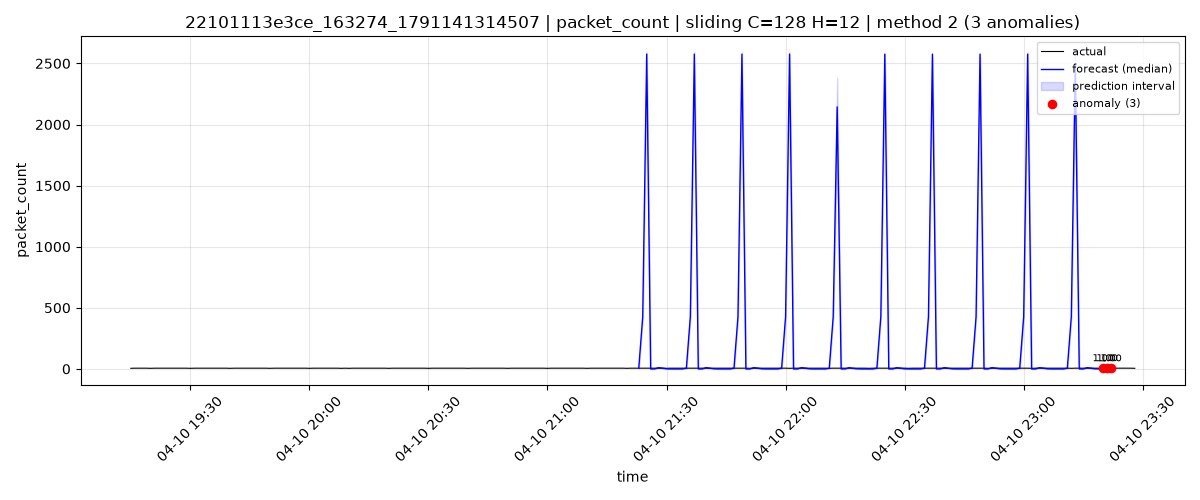 22101113e3ce_163274_1791141314507 | packet_count | sliding C=128 H=12 | method 2 (3 anomalies)
actual
forecast (median)
prediction interval
anomaly (3)
packet_count
2500
2000
1500
1000
500
0
04-10 19:30
04-10 20:00
04-10 20:30
04-10 21:00
04-10 21:30
04-10 22:00
04-10 22:30
04-10 23:00
04-10 23:30
time